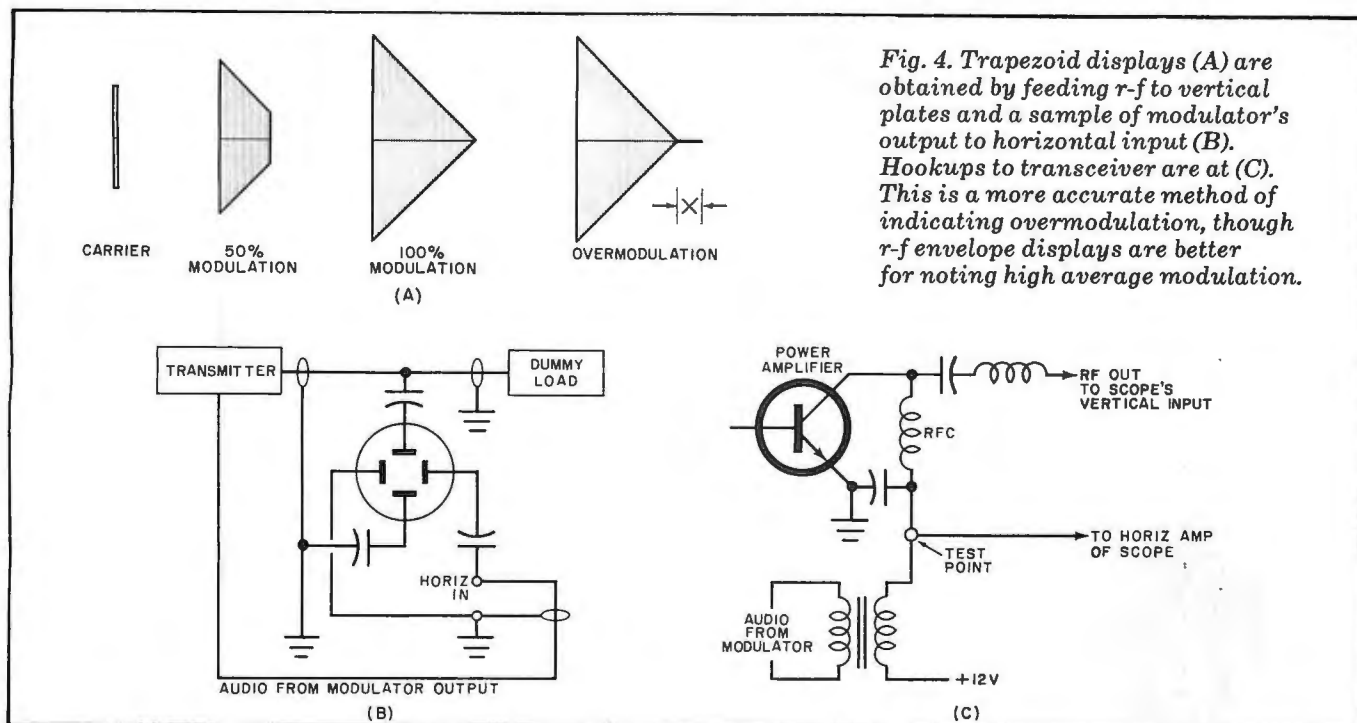 Fig. 4. Trapezoid displays (A) are
obtained by feeding r-f to vertical
plates and a sample of modulator's
output to horizontal input (B).
Hookups to transceiver are at (C).
This is a more accurate method of
indicating overmodulation, though
r-f envelope displays are better
for noting high average modulation.
CARRIER
50%
MODULATION
100%
MODULATION
OVERMODULATION
X
(A)
TRANSMITTER
DUMMY
LOAD
HORIZ
IN
AUDIO FROM MODULATOR OUTPUT
(B)
POWER
AMPLIFIER
RF OUT
TO SCOPE'S
VERTICAL INPUT
RFC
TO HORIZ AMP
OF SCOPE
TEST
POINT
AUDIO
FROM
MODULATOR
+12V
(C)